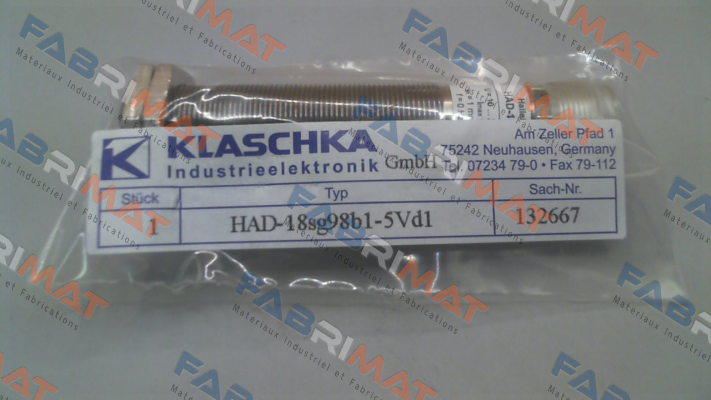 KLASCHKA
Industrieelektronik GmbH
Am Zeller Pfad 1
75242 Neuhausen, Germany
Tel. 07234 79-0 • Fax 79-112
Stück Typ Sach-Nr.
1 HAD-18sg98b1-5Vd1 132667
FABRIMAT
Materiaux Industriel et Fabrications